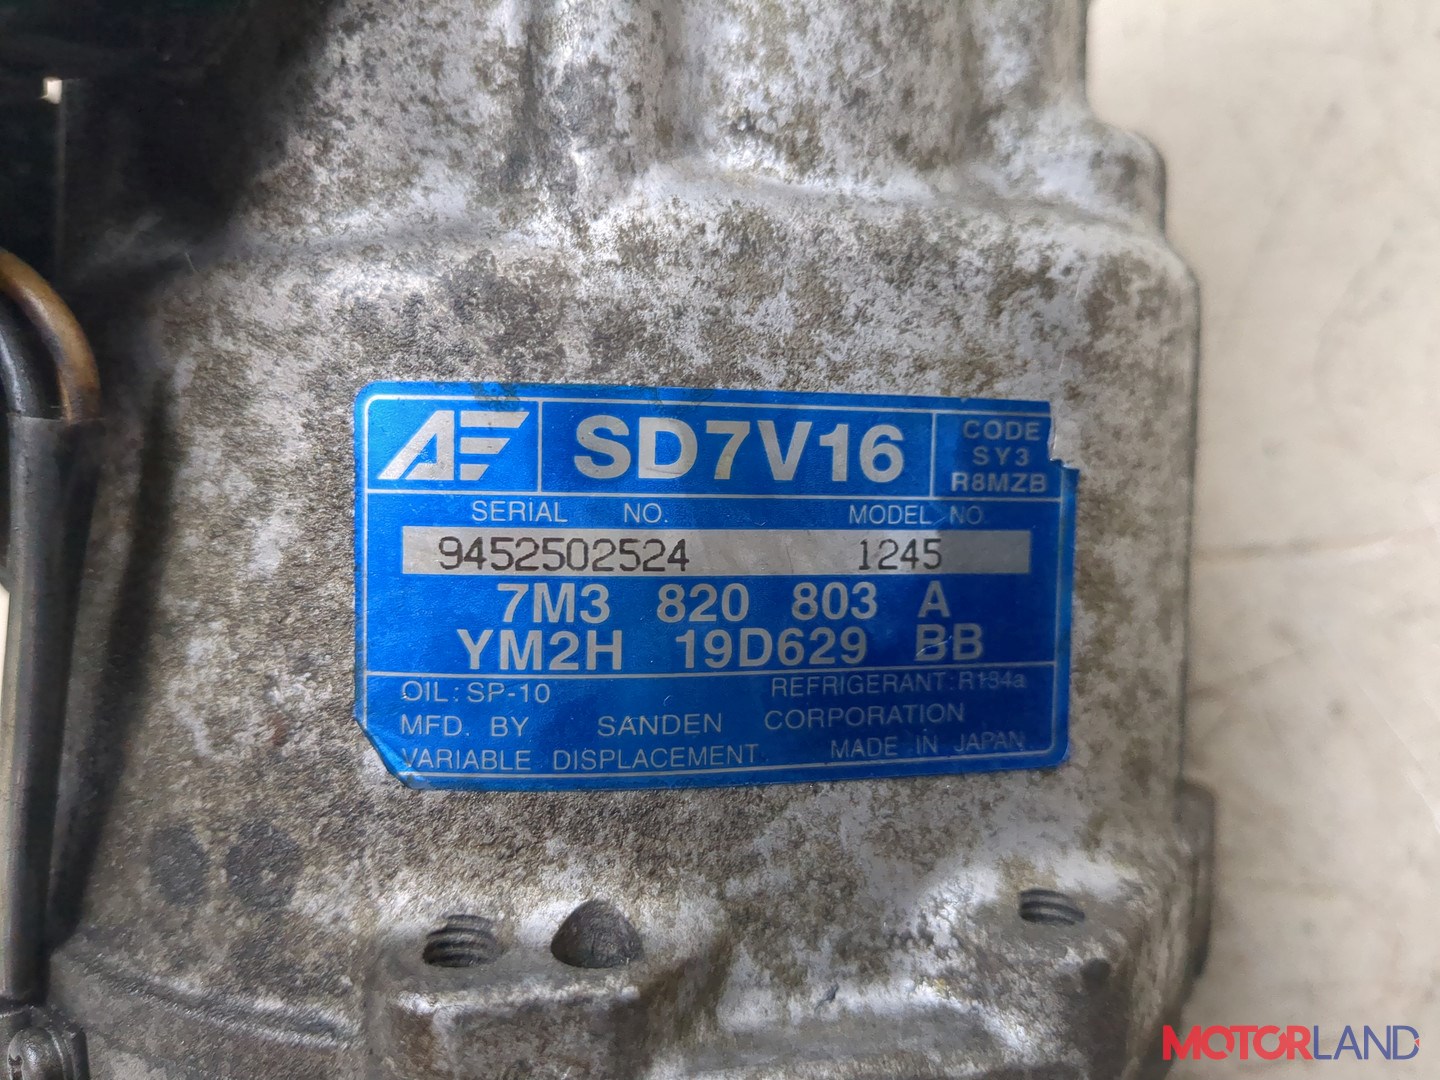 AE SD7V16 CODE
SY3
R8MZB
SERIAL NO. MODEL NO.
9452502524 1245
7M3 820 803 A
YM2H 19D629 BB
OIL: SP-10 REFRIGERANT: R134a
MFD. BY SANDEN CORPORATION
VARIABLE DISPLACEMENT. MADE IN JAPAN
MOTORLAND